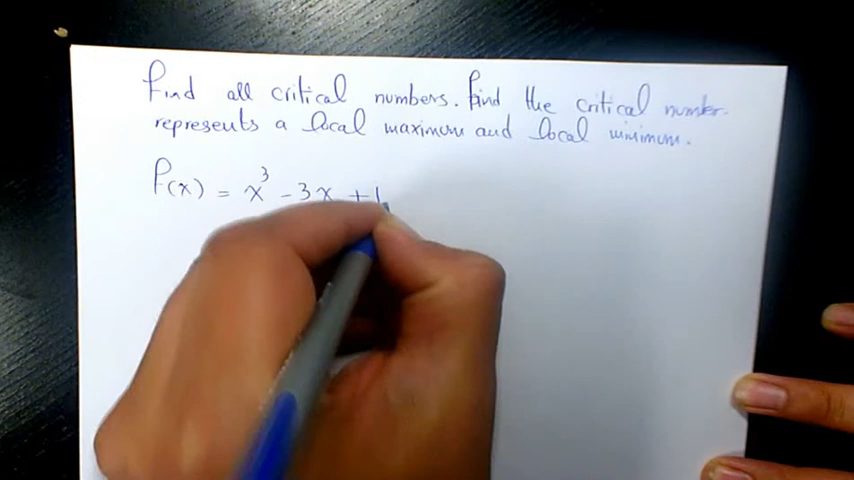 Find all critical numbers. Find the critical number.
represents a local maximum and local minimum.
f(x) = x³ - 3x + 1